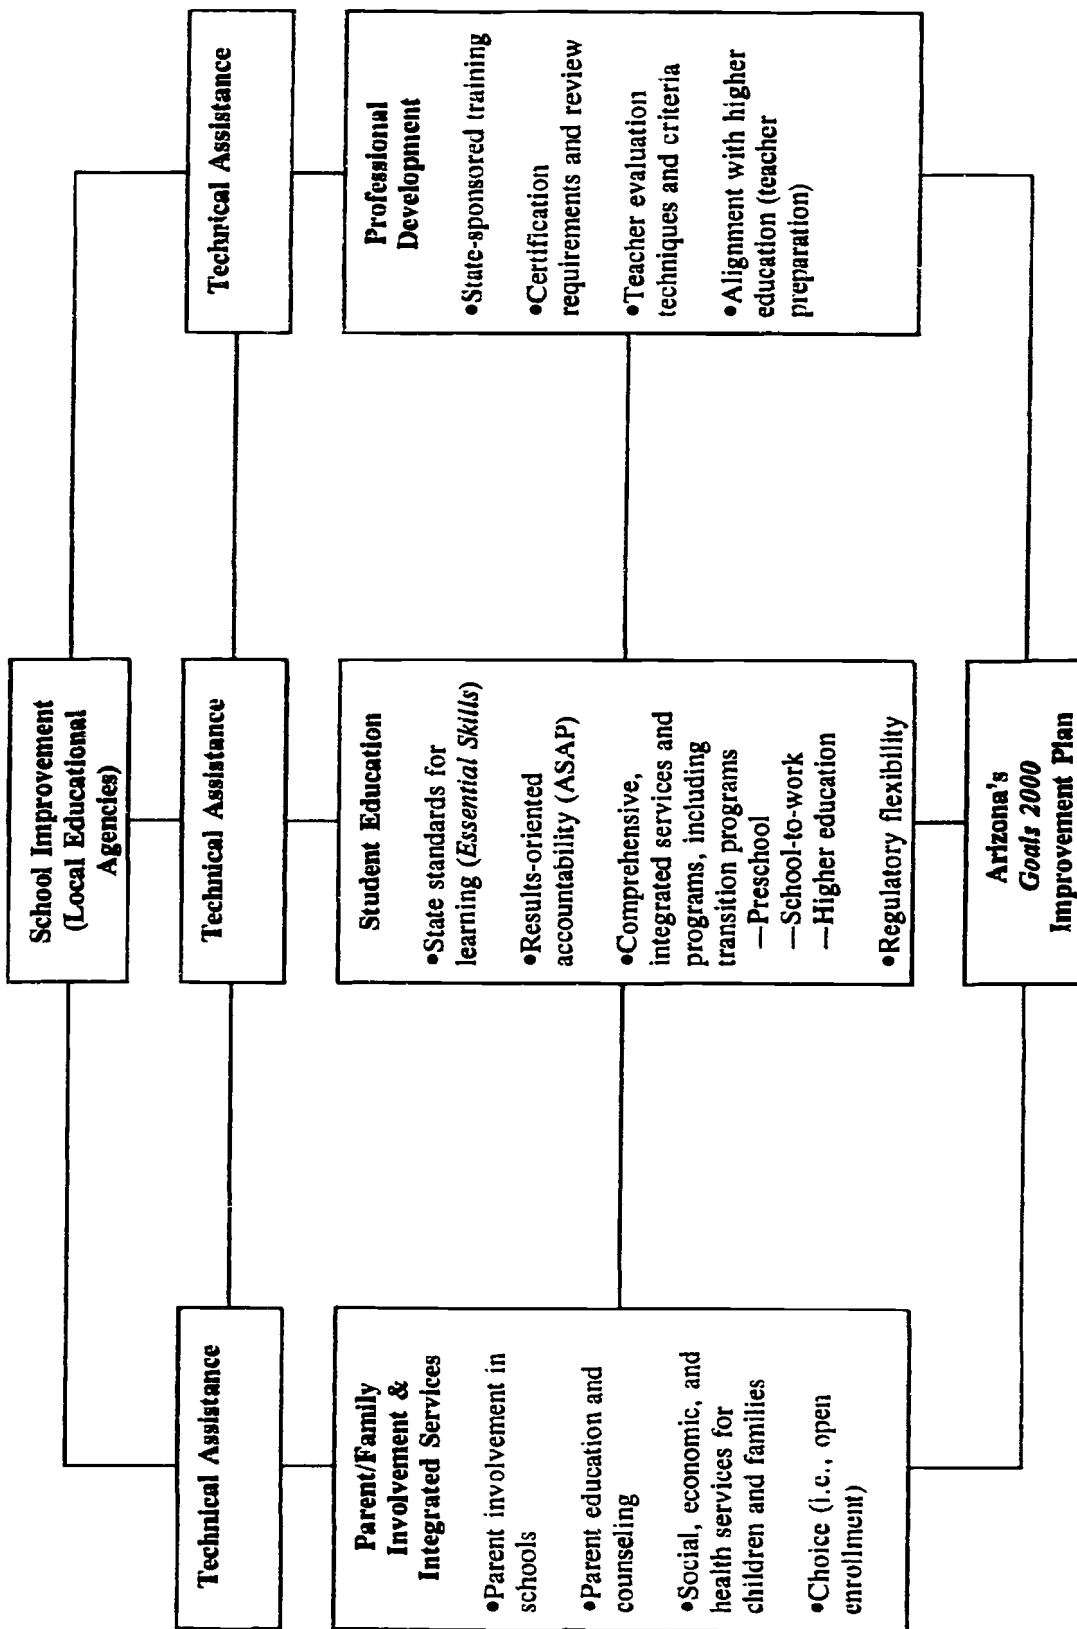 School Improvement
(Local Educational
Agencies)
Technical Assistance
Technical Assistance
Technical Assistance
Parent/Family
Involvement &
Integrated Services
●Parent involvement in
schools
●Parent education and
counseling
●Social, economic, and
health services for
children and families
●Choice (i.e., open
enrollment)
Student Education
●State standards for
learning (Essential Skills)
●Results-oriented
accountability (ASAP)
●Comprehensive,
integrated services and
programs, including
transition programs
—Preschool
—School-to-work
—Higher education
●Regulatory flexibility
Professional
Development
●State-sponsored training
●Certification
requirements and review
●Teacher evaluation
techniques and criteria
●Alignment with higher
education (teacher
preparation)
Arizona's
Goals 2000
Improvement Plan